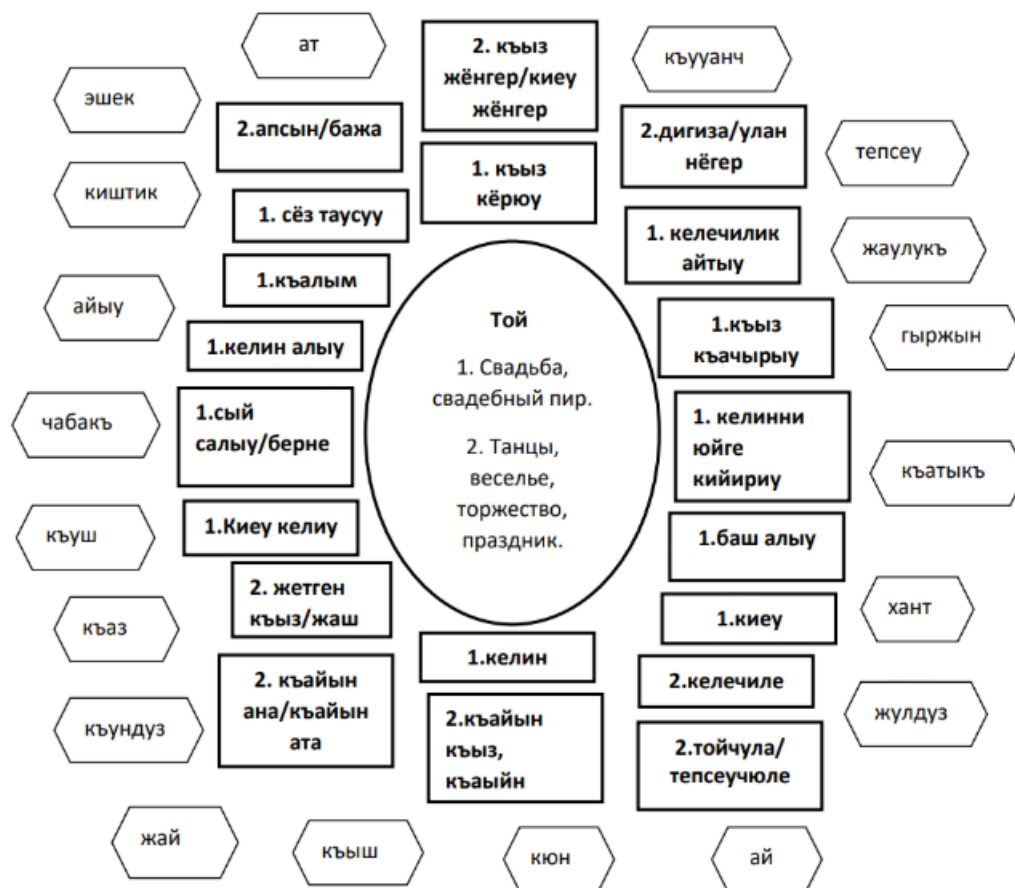 ат
2. къыз
жёнгер/киеу
жёнгер
къууанч
эшек
2.апсын/бажа
2.дигиза/улан
нёгер
тепсеу
киштик
1. къыз
кёрюу
1. сёз таусуу
1. келечилик
айтыу
жаулукъ
айыу
1.къалым
Той
1. Свадьба,
свадебный пир.
2. Танцы,
веселье,
торжество,
праздник.
1.къыз
къачырыу
гыржын
1.келин алыу
чабакъ
1.сый
салыу/берне
1. келинни
юйге
кийириу
къатыкъ
къуш
1.Киеу келиу
1.баш алыу
2. жетген
къыз/жаш
къаз
1.киеу
хант
1.келин
2. къайын
ана/къайын
ата
2.келечиле
къундуз
2.къайын
къыз,
къаыйн
жулдуз
2.тойчула/
тепсеучюле
жай
къыш
кюн
ай